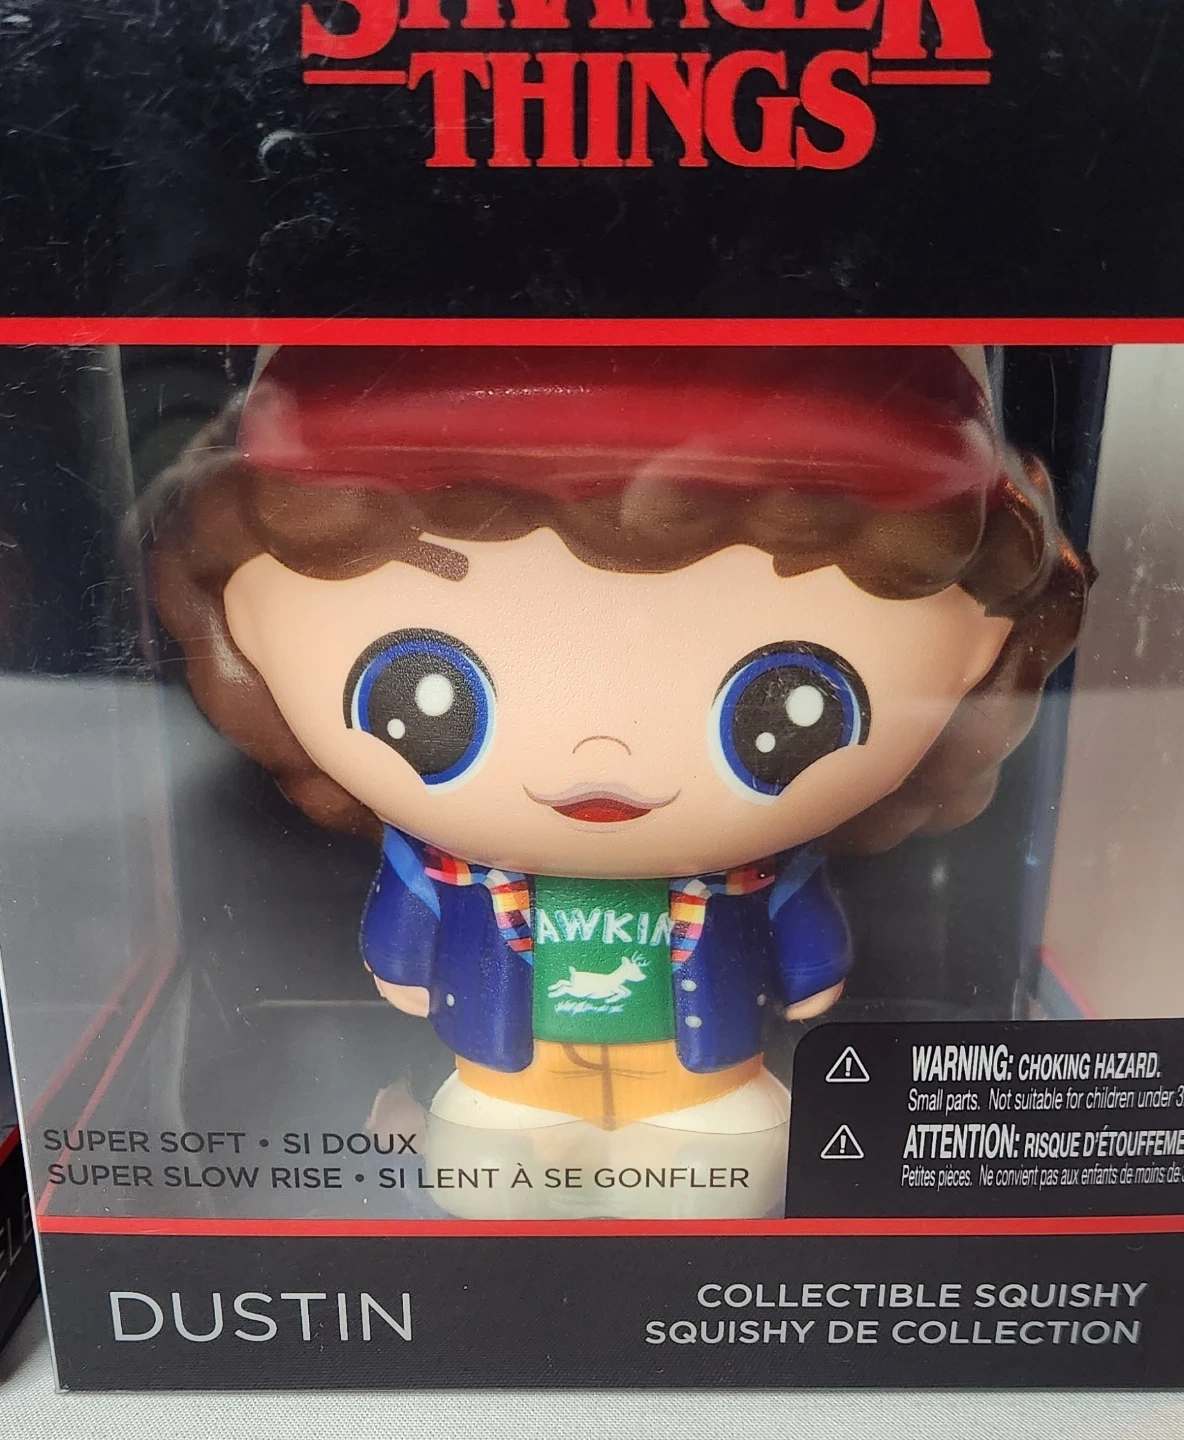 STRANGER
THINGS
AWKIN
SUPER SOFT • SI DOUX
SUPER SLOW RISE • SI LENT À SE GONFLER
WARNING: CHOKING HAZARD.
Small parts. Not suitable for children under 3
ATTENTION: RISQUE D'ÉTOUFFEME
Petites pièces. Ne convient pas aux enfants de moins de
DUSTIN
COLLECTIBLE SQUISHY
SQUISHY DE COLLECTION